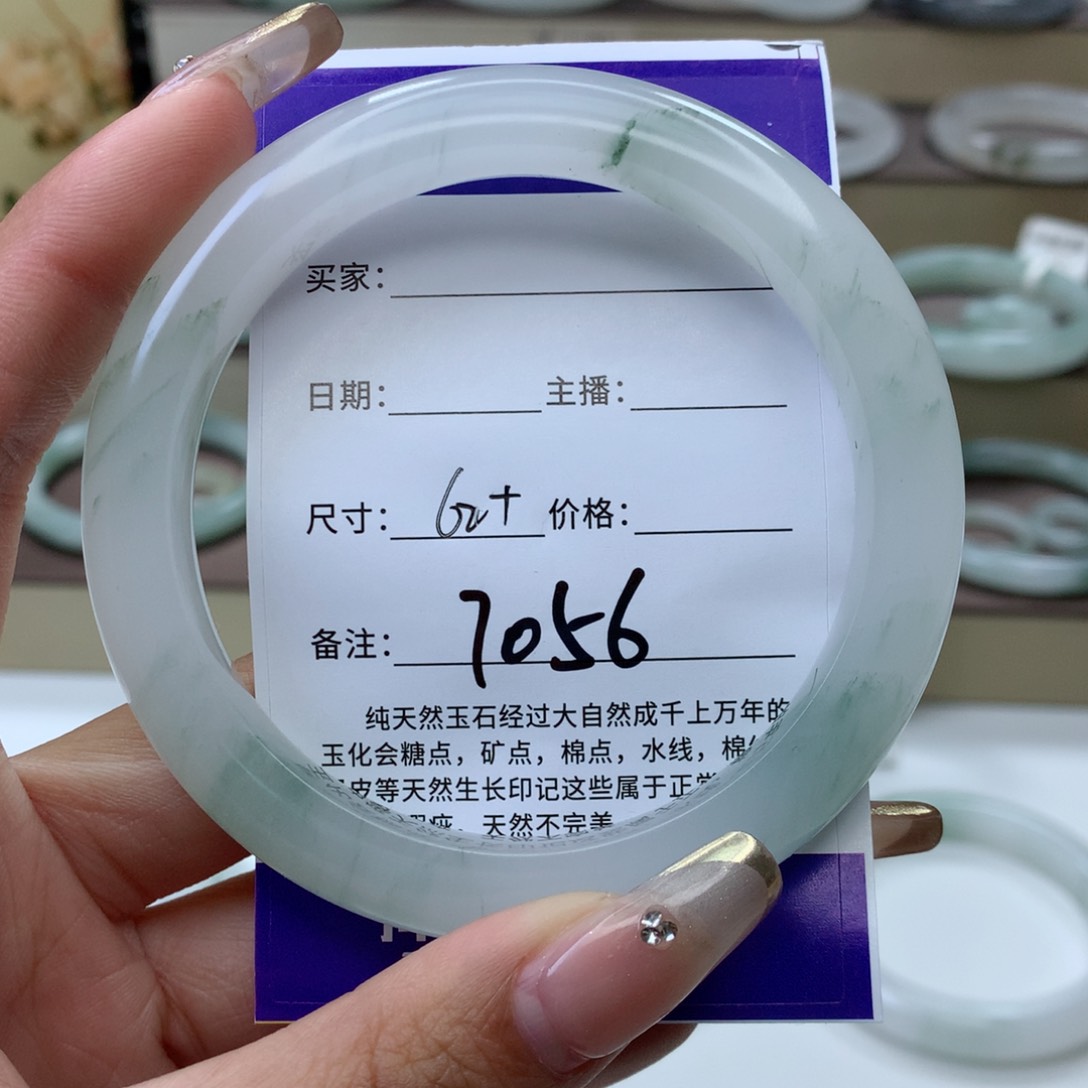 买家：
日期： 主播：
尺寸： 62+ 价格：
备注： 7056
纯天然玉石经过大自然成千上万年的
玉化会糖点，矿点，棉点，水线，棉
皮等天然生长印记这些属于正常
天然不完美